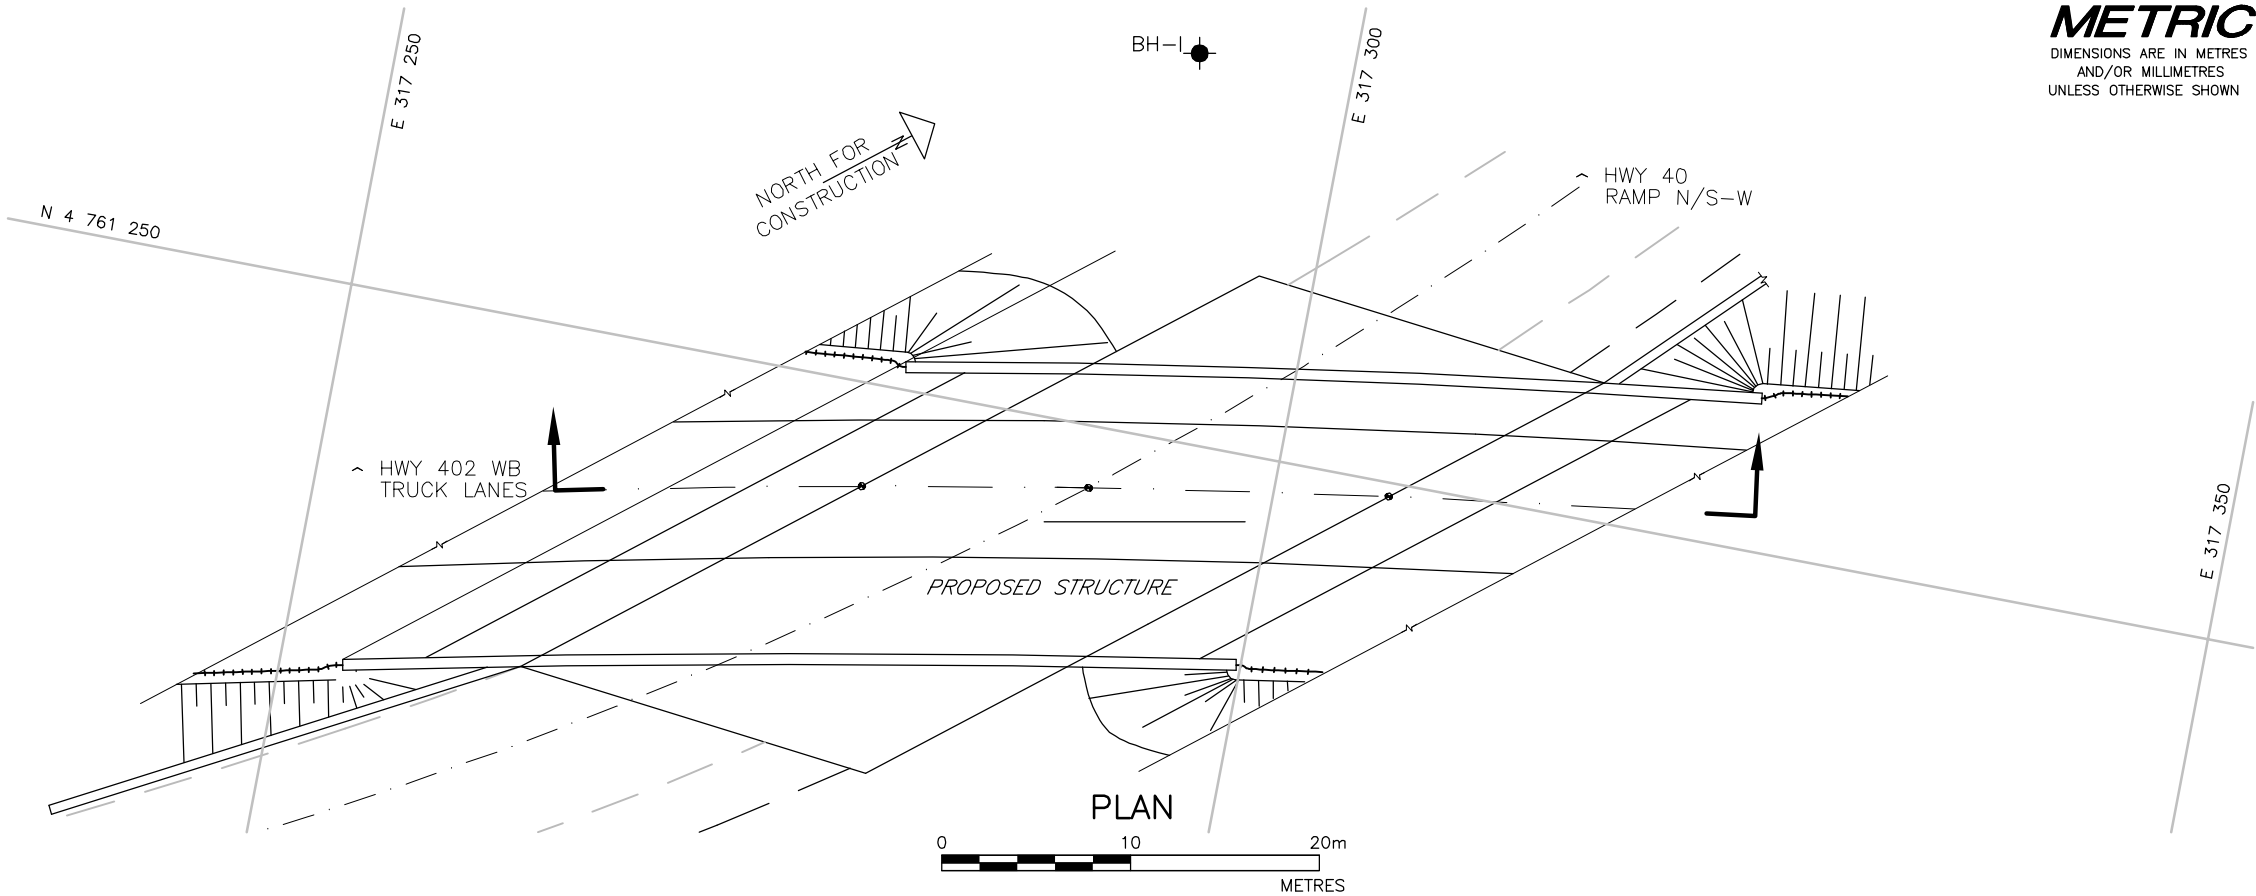 METRIC
DIMENSIONS ARE IN METRES
AND/OR MILLIMETRES
UNLESS OTHERWISE SHOWN
BH-1
E 317 250
E 317 300
NORTH FOR
CONSTRUCTION
N
HWY 40
RAMP N/S-W
N 4 761 250
HWY 402 WB
TRUCK LANES
E 317 350
PROPOSED STRUCTURE
PLAN
0 10 20m
METRES